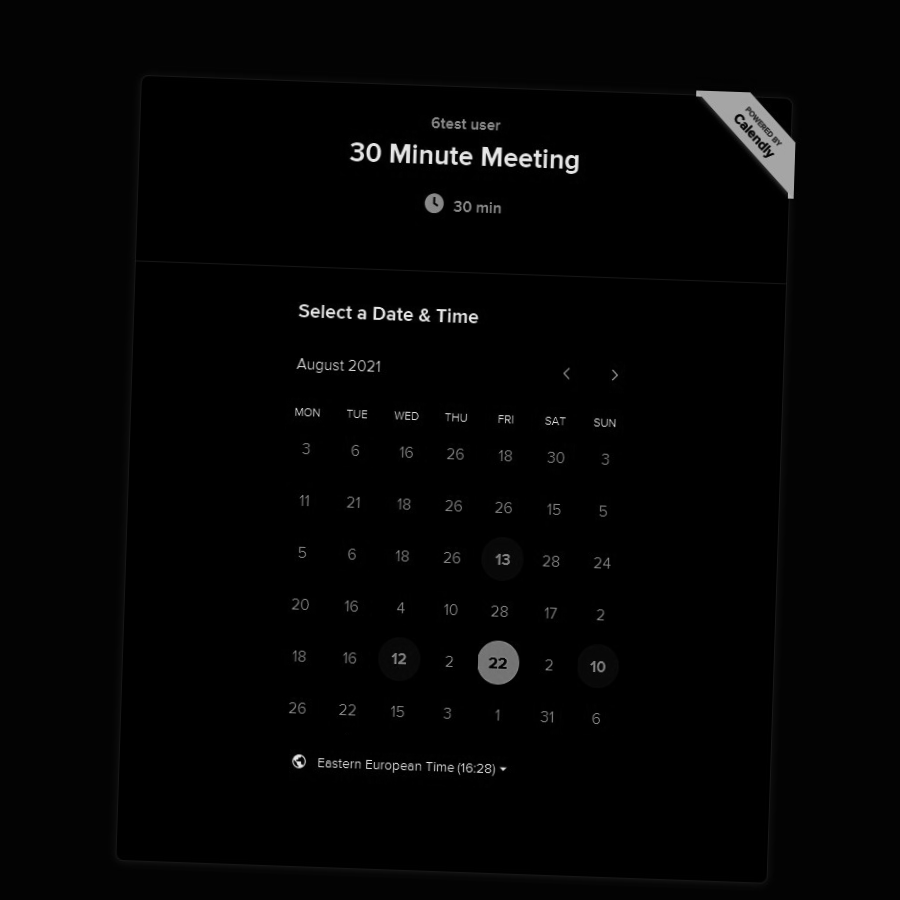 POWERED BY
Calendly
6test user
30 Minute Meeting
30 min
Select a Date & Time
August 2021
MON TUE WED THU FRI SAT SUN
3 6 16 26 18 30 3
11 21 18 26 26 15 5
5 6 18 26 13 28 24
20 16 4 10 28 17 2
18 16 12 2 22 2 10
26 22 15 3 1 31 6
Eastern European Time (16:28)